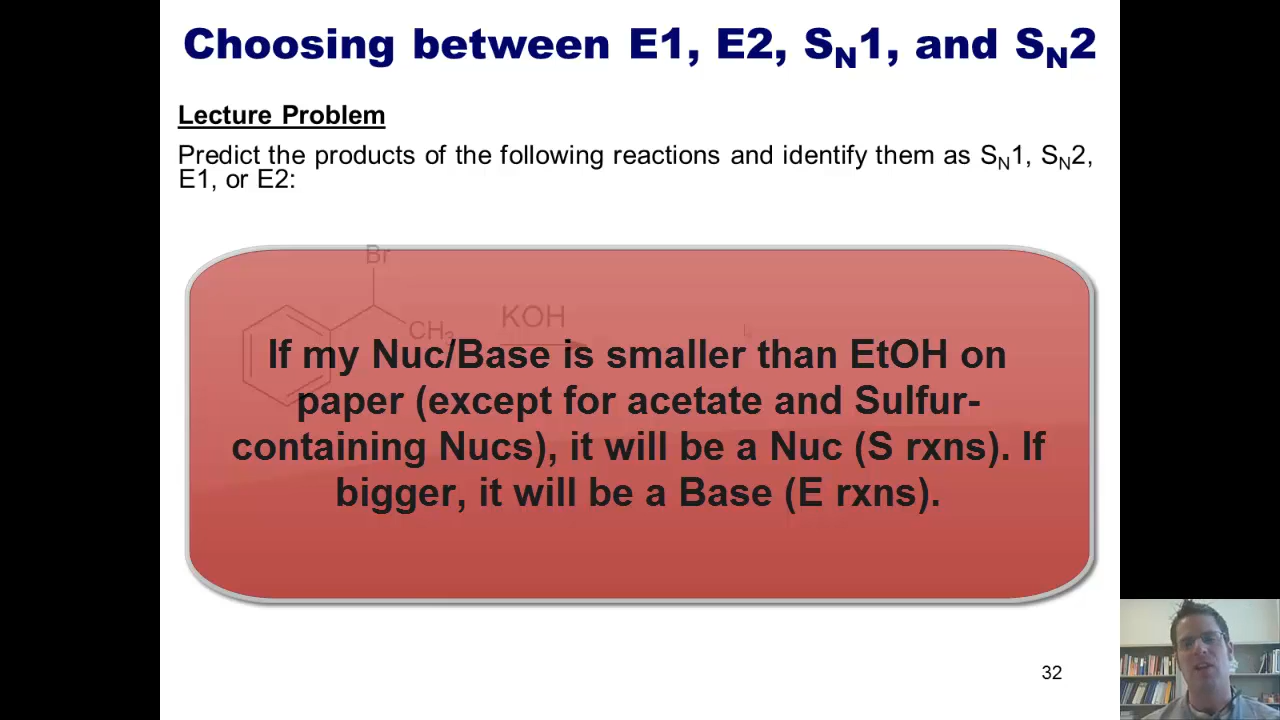 Choosing between E1, E2, SN1, and SN2
Lecture Problem
Predict the products of the following reactions and identify them as SN1, SN2,
E1, or E2:
Br
CH3
KOH
If my Nuc/Base is smaller than EtOH on
paper (except for acetate and Sulfur-
containing Nucs), it will be a Nuc (S rxns). If
bigger, it will be a Base (E rxns).
32